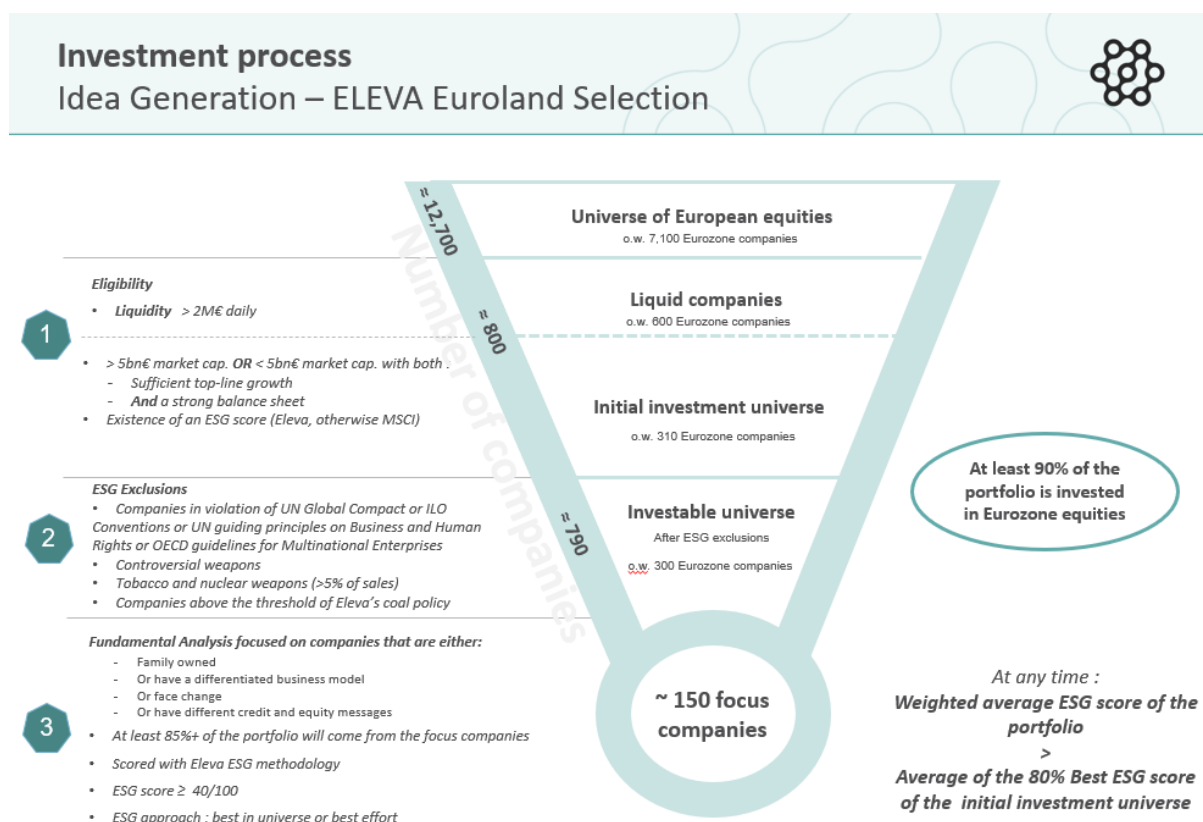 Investment process
Idea Generation – ELEVA Euroland Selection
≈ 12,700
Universe of European equities
o.w. 7,100 Eurozone companies
Number of companies
Eligibility
• Liquidity > 2M€ daily
1
Liquid companies
o.w. 600 Eurozone companies
≈ 800
• > 5bn€ market cap. OR < 5bn€ market cap. with both .
- Sufficient top-line growth
- And a strong balance sheet
• Existence of an ESG score (Eleva, otherwise MSCI)
Initial investment universe
o.w. 310 Eurozone companies
At least 90% of the
portfolio is invested
in Eurozone equities
ESG Exclusions
• Companies in violation of UN Global Compact or ILO
Conventions or UN guiding principles on Business and Human
Rights or OECD guidelines for Multinational Enterprises
• Controversial weapons
• Tobacco and nuclear weapons (>5% of sales)
• Companies above the threshold of Eleva's coal policy
2
≈ 790
Investable universe
After ESG exclusions
o.w. 300 Eurozone companies
Fundamental Analysis focused on companies that are either:
- Family owned
- Or have a differentiated business model
- Or face change
- Or have different credit and equity messages
3
• At least 85%+ of the portfolio will come from the focus companies
• Scored with Eleva ESG methodology
• ESG score ≥ 40/100
• ESG approach : best in universe or best effort
~ 150 focus
companies
At any time :
Weighted average ESG score of the
portfolio
>
Average of the 80% Best ESG score
of the initial investment universe